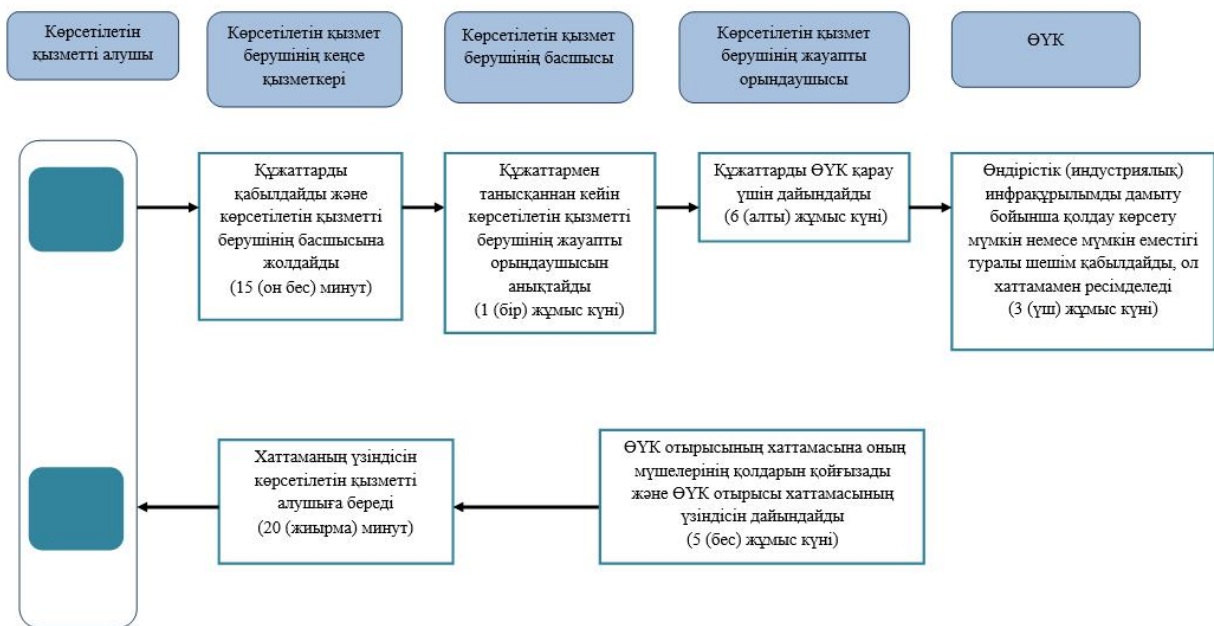 Көрсетілетін
қызметті алушы
Көрсетілетін қызмет
берушінің кеңсе
қызметкері
Көрсетілетін қызмет
берушінің басшысы
Көрсетілетін қызмет
берушінің жауапты
орындаушысы
ӨҮК
Құжаттарды
қабылдайды және
көрсетілетін қызметті
берушінің басшысына
жолдайды
(15 (он бес) минут)
Құжаттармен
танысқаннан кейін
көрсетілетін қызметті
берушінің жауапты
орындаушысын
анықтайды
(1 (бір) жұмыс күні)
Құжаттарды ӨҮК қарау
үшін дайындайды
(6 (алты) жұмыс күні)
Өндірістік (индустриялық)
инфрақұрылымды дамыту
бойынша қолдау көрсету
мүмкін немесе мүмкін еместігі
туралы шешім қабылдайды, ол
хаттамамен ресімделеді
(3 (үш) жұмыс күні)
Хаттаманың үзіндісін
көрсетілетін қызметті
алушыға береді
(20 (жиырма) минут)
ӨҮК отырысының хаттамасына оның
мүшелерінің қолдарын қойғызады
және ӨҮК отырысы хаттамасының
үзіндісін дайындайды
(5 (бес) жұмыс күні)